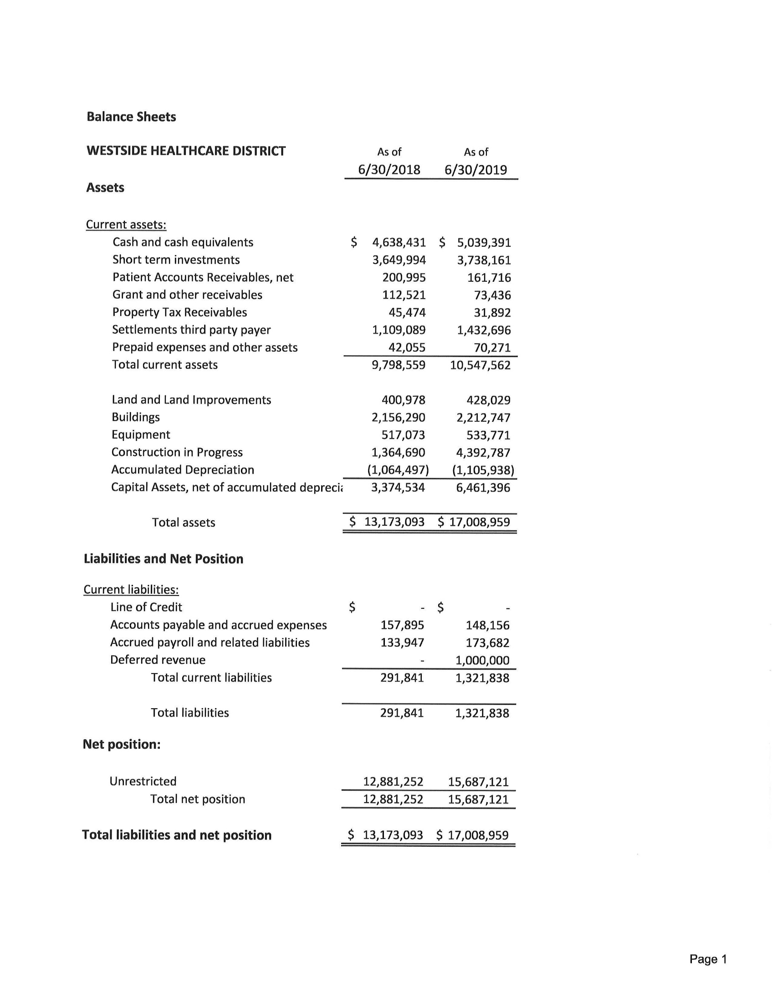 Balance Sheets
WESTSIDE HEALTHCARE DISTRICT As of As of
6/30/2018 6/30/2019
Assets
Current assets:
Cash and cash equivalents $ 4,638,431 $ 5,039,391
Short term investments 3,649,994 3,738,161
Patient Accounts Receivables, net 200,995 161,716
Grant and other receivables 112,521 73,436
Property Tax Receivables 45,474 31,892
Settlements third party payer 1,109,089 1,432,696
Prepaid expenses and other assets 42,055 70,271
Total current assets 9,798,559 10,547,562
Land and Land Improvements 400,978 428,029
Buildings 2,156,290 2,212,747
Equipment 517,073 533,771
Construction in Progress 1,364,690 4,392,787
Accumulated Depreciation (1,064,497) (1,105,938)
Capital Assets, net of accumulated depreci 3,374,534 6,461,396
Total assets $ 13,173,093 $ 17,008,959
Liabilities and Net Position
Current liabilities:
Line of Credit $ - $ -
Accounts payable and accrued expenses 157,895 148,156
Accrued payroll and related liabilities 133,947 173,682
Deferred revenue - 1,000,000
Total current liabilities 291,841 1,321,838
Total liabilities 291,841 1,321,838
Net position:
Unrestricted 12,881,252 15,687,121
Total net position 12,881,252 15,687,121
Total liabilities and net position $ 13,173,093 $ 17,008,959
Page 1